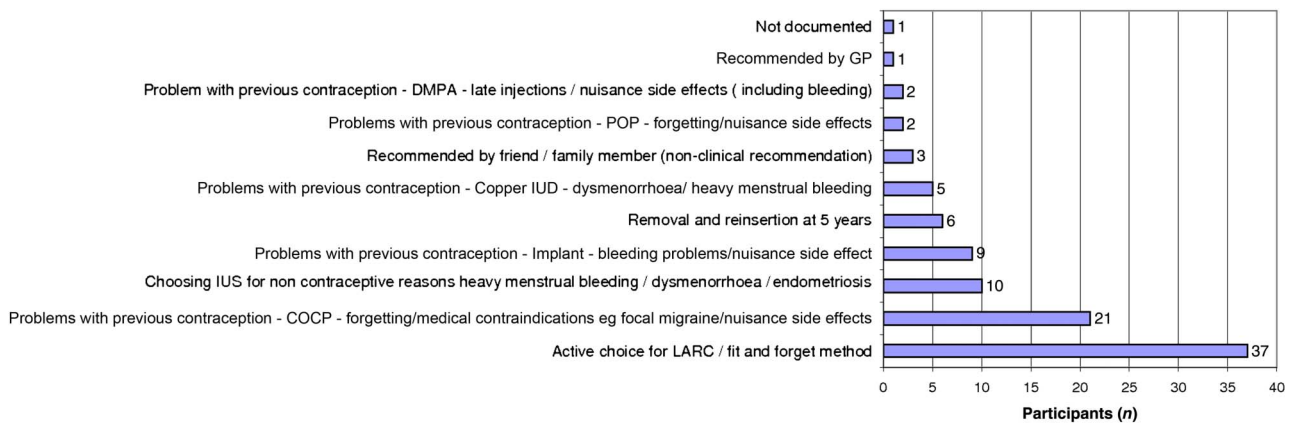 Not documented 1
Recommended by GP 1
Problem with previous contraception - DMPA - late injections / nuisance side effects ( including bleeding) 2
Problems with previous contraception - POP - forgetting/nuisance side effects 2
Recommended by friend / family member (non-clinical recommendation) 3
Problems with previous contraception - Copper IUD - dysmenorrhoea/ heavy menstrual bleeding 5
Removal and reinsertion at 5 years 6
Problems with previous contraception - Implant - bleeding problems/nuisance side effect 9
Choosing IUS for non contraceptive reasons heavy menstrual bleeding / dysmenorrhoea / endometriosis 10
Problems with previous contraception - COCP - forgetting/medical contraindications eg focal migraine/nuisance side effects 21
Active choice for LARC / fit and forget method 37
0 5 10 15 20 25 30 35 40
Participants (n)